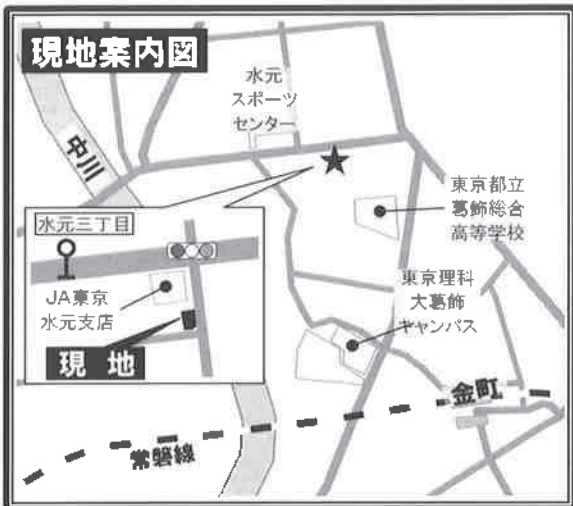 現地案内図
水元
スポーツ
センター
中川
東京都立
葛飾総合
高等学校
水元三丁目
JA東京
水元支店
現地
東京理科
大葛飾
キャンパス
金町
常磐線